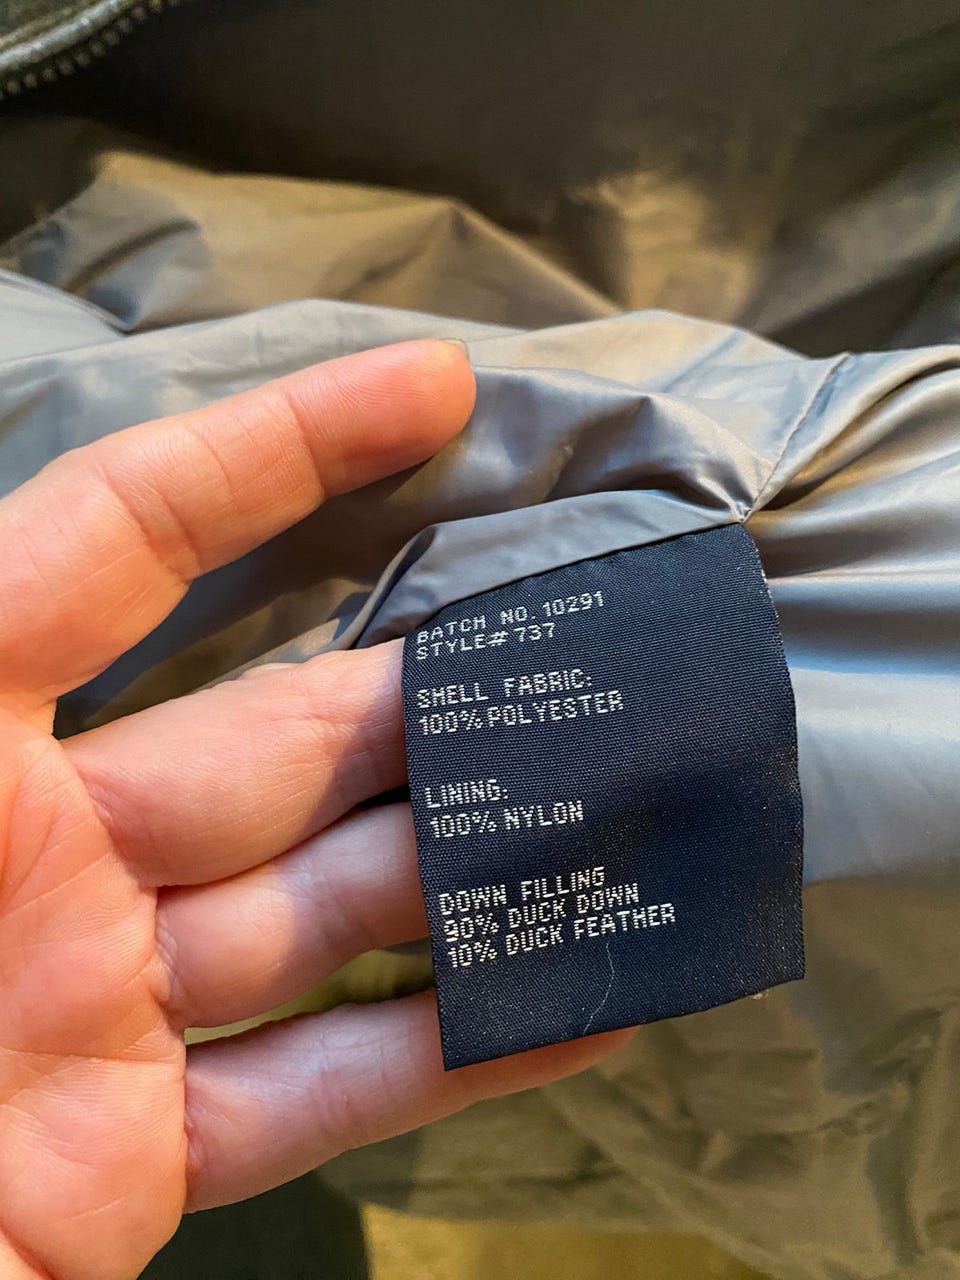 BATCH NO. 10291
STYLE# 737
SHELL FABRIC:
100% POLYESTER
LINING:
100% NYLON
DOWN FILLING
90% DUCK DOWN
10% DUCK FEATHER